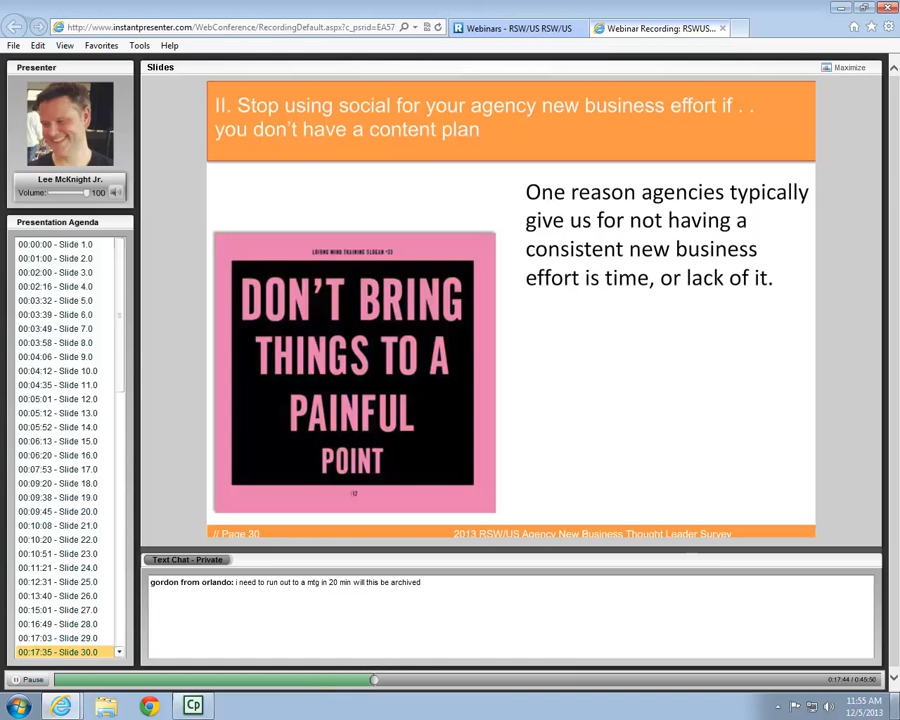 http://www.instantpresenter.com/WebConference/RecordingDefault.aspx?c_psrid=EA57
Webinars - RSW/US RSW/US
Webinar Recording: RSWUS...
File Edit View Favorites Tools Help
Presenter
Lee McKnight Jr.
Volume: 100
Presentation Agenda
00:00:00 - Slide 1.0
00:01:00 - Slide 2.0
00:02:00 - Slide 3.0
00:02:16 - Slide 4.0
00:03:32 - Slide 5.0
00:03:39 - Slide 6.0
00:03:49 - Slide 7.0
00:03:58 - Slide 8.0
00:04:06 - Slide 9.0
00:04:12 - Slide 10.0
00:04:35 - Slide 11.0
00:05:01 - Slide 12.0
00:05:12 - Slide 13.0
00:05:52 - Slide 14.0
00:06:13 - Slide 15.0
00:06:20 - Slide 16.0
00:07:53 - Slide 17.0
00:09:20 - Slide 18.0
00:09:38 - Slide 19.0
00:09:45 - Slide 20.0
00:10:08 - Slide 21.0
00:10:20 - Slide 22.0
00:10:51 - Slide 23.0
00:11:21 - Slide 24.0
00:12:31 - Slide 25.0
00:13:40 - Slide 26.0
00:15:01 - Slide 27.0
00:16:49 - Slide 28.0
00:17:03 - Slide 29.0
00:17:35 - Slide 30.0
Slides
Maximize
II. Stop using social for your agency new business effort if . .
you don't have a content plan
LOJONG MIND TRAINING SLOGAN
DON'T BRING
THINGS TO A
PAINFUL
POINT
One reason agencies typically
give us for not having a
consistent new business
effort is time, or lack of it.
// Page 30
2013 RSW/US Agency New Business Thought Leader Survey
Text Chat - Private
gordon from orlando: i need to run out to a mtg in 20 min will this be archived
Pause
0:17:44 / 0:45:50
Cp
11:55 AM
12/5/2013